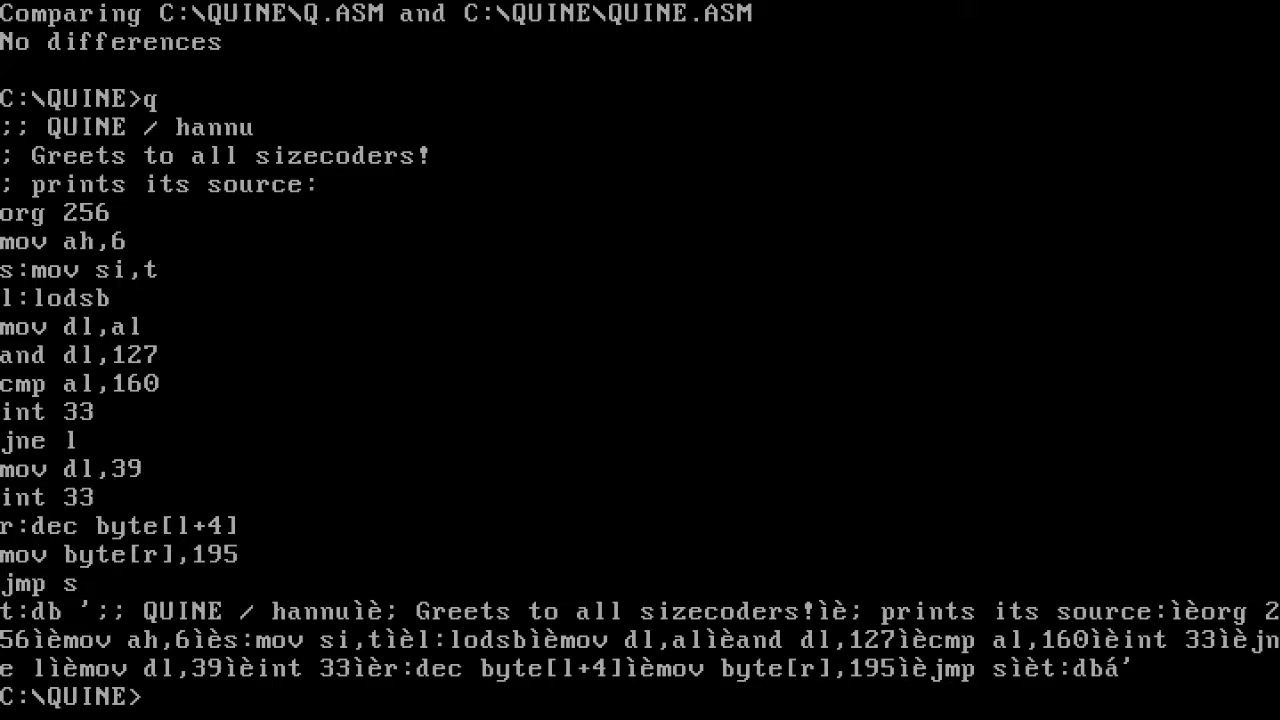 Comparing C:\QUINE\Q.ASM and C:\QUINE\QUINE.ASM
No differences
C:\QUINE>q
;; QUINE / hannu
; Greets to all sizecoders!
; prints its source:
org 256
mov ah,6
s:mov si,t
l:lodsb
mov dl,al
and dl,127
cmp al,160
int 33
jne l
mov dl,39
int 33
r:dec byte[l+4]
mov byte[r],195
jmp s
t:db ';; QUINE / hannuìè; Greets to all sizecoders!ìè; prints its source:ìèorg 2
56ìèmov ah,6ìès:mov si,tìèl:lodsbìèmov dl,alìèand dl,127ìècmp al,160ìèint 33ìèjn
e lìèmov dl,39ìèint 33ìèr:dec byte[l+4]ìèmov byte[r],195ìèjmp sìèt:dbá'
C:\QUINE>